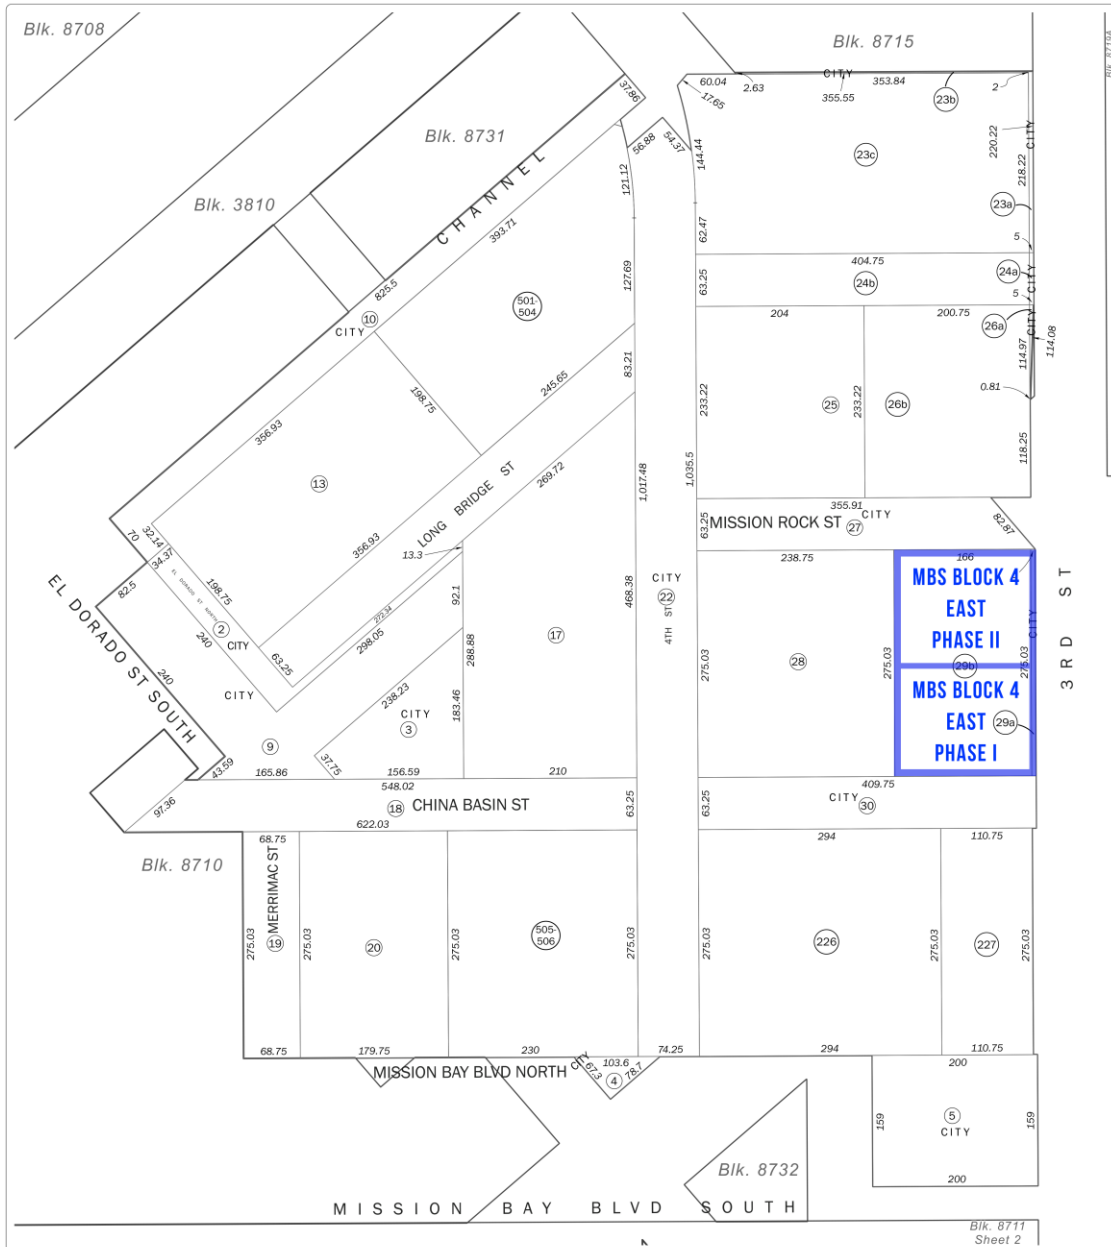 Blk. 8708
Blk. 8715
Blk. 8719A
CITY
60.04
2.63
353.84
355.55
2
23b
37.86
17.65
Blk. 8731
56.88
54.37
144.44
23c
220.22
CITY
218.22
CHANNEL
121.12
Blk. 3810
23a
393.71
62.47
5
404.75
127.69
63.25
24b
24a
CITY
5
825.5
501-
504
10
CITY
204
200.75
26a
CITY
114.97
114.08
83.21
198.75
245.65
0.81
233.22
25
233.22
26b
356.93
118.25
13
LONG BRIDGE ST
269.72
1,017.48
1,035.5
355.91
CITY
MISSION ROCK ST
27
63.25
82.87
70
32.14
34.37
356.93
13.3
238.75
166
EL DORADO ST NORTH
198.75
82.5
92.1
468.38
CITY
22
4TH ST
MBS BLOCK 4
EAST
PHASE II
CITY
3RD ST
272.34
298.05
2
CITY
240
17
288.88
275.03
28
275.03
29b
275.03
63.25
EL DORADO ST SOUTH
240
CITY
238.23
183.46
MBS BLOCK 4
EAST
PHASE I
29a
CITY
3
9
37.75
43.59
165.86
156.59
210
548.02
409.75
97.36
18
CHINA BASIN ST
63.25
63.25
CITY
30
622.03
68.75
294
110.75
Blk. 8710
MERRIMAC ST
275.03
19
275.03
20
275.03
505-
506
275.03
275.03
226
275.03
227
275.03
68.75
179.75
230
74.25
294
110.75
MISSION BAY BLVD NORTH
CITY
67.3
103.6
4
78.7
200
159
5
CITY
159
200
Blk. 8732
MISSION BAY BLVD SOUTH
Blk. 8711
Sheet 2